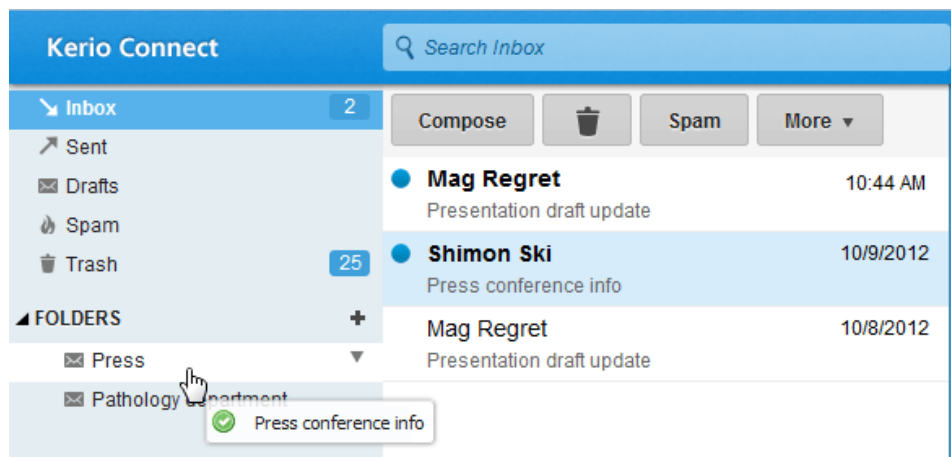 Kerio Connect
Search Inbox
Inbox 2
Sent
Drafts
Spam
Trash 25
FOLDERS +
Press
Pathology department
Press conference info
Compose Spam More
Mag Regret 10:44 AM
Presentation draft update
Shimon Ski 10/9/2012
Press conference info
Mag Regret 10/8/2012
Presentation draft update